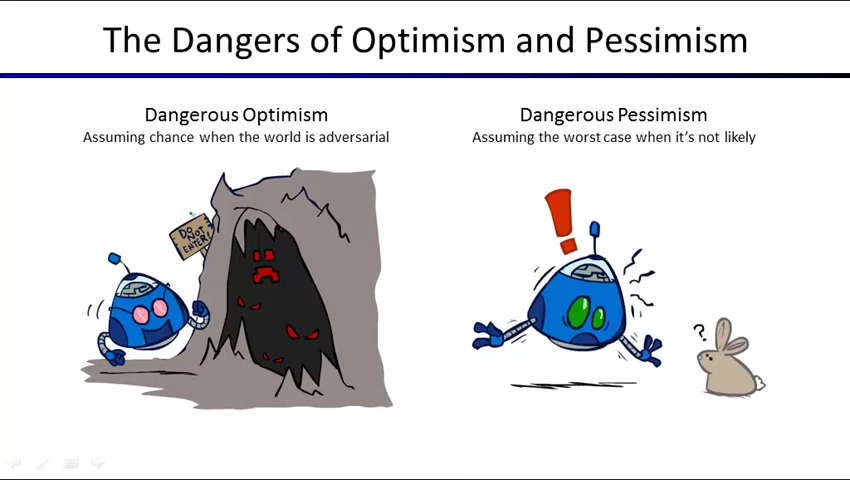 The Dangers of Optimism and Pessimism
Dangerous Optimism
Assuming chance when the world is adversarial
Dangerous Pessimism
Assuming the worst case when it's not likely
DO
NOT
ENTER!
!
?